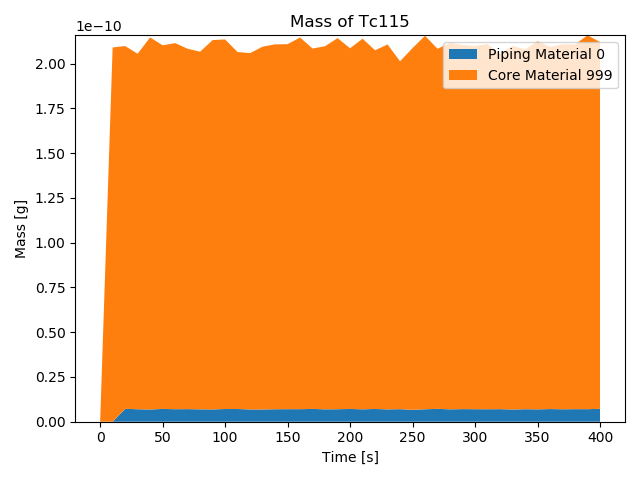 Mass of Tc115
1e−10
Piping Material 0
Core Material 999
2.00
1.75
1.50
1.25
1.00
0.75
0.50
0.25
0.00
Mass [g]
0 50 100 150 200 250 300 350 400
Time [s]